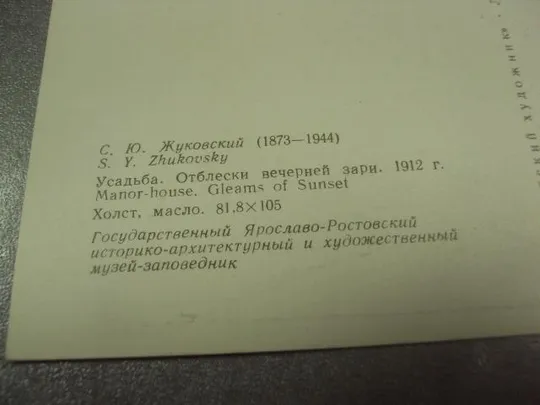 С. Ю. Жуковский (1873—1944)
S. Y. Zhukovsky
Усадьба. Отблески вечерней зари. 1912 г.
Manor-house. Gleams of Sunset
Холст, масло. 81.8×105
Государственный Ярославо-Ростовский
историко-архитектурный и художественный
музей-заповедник
художник»